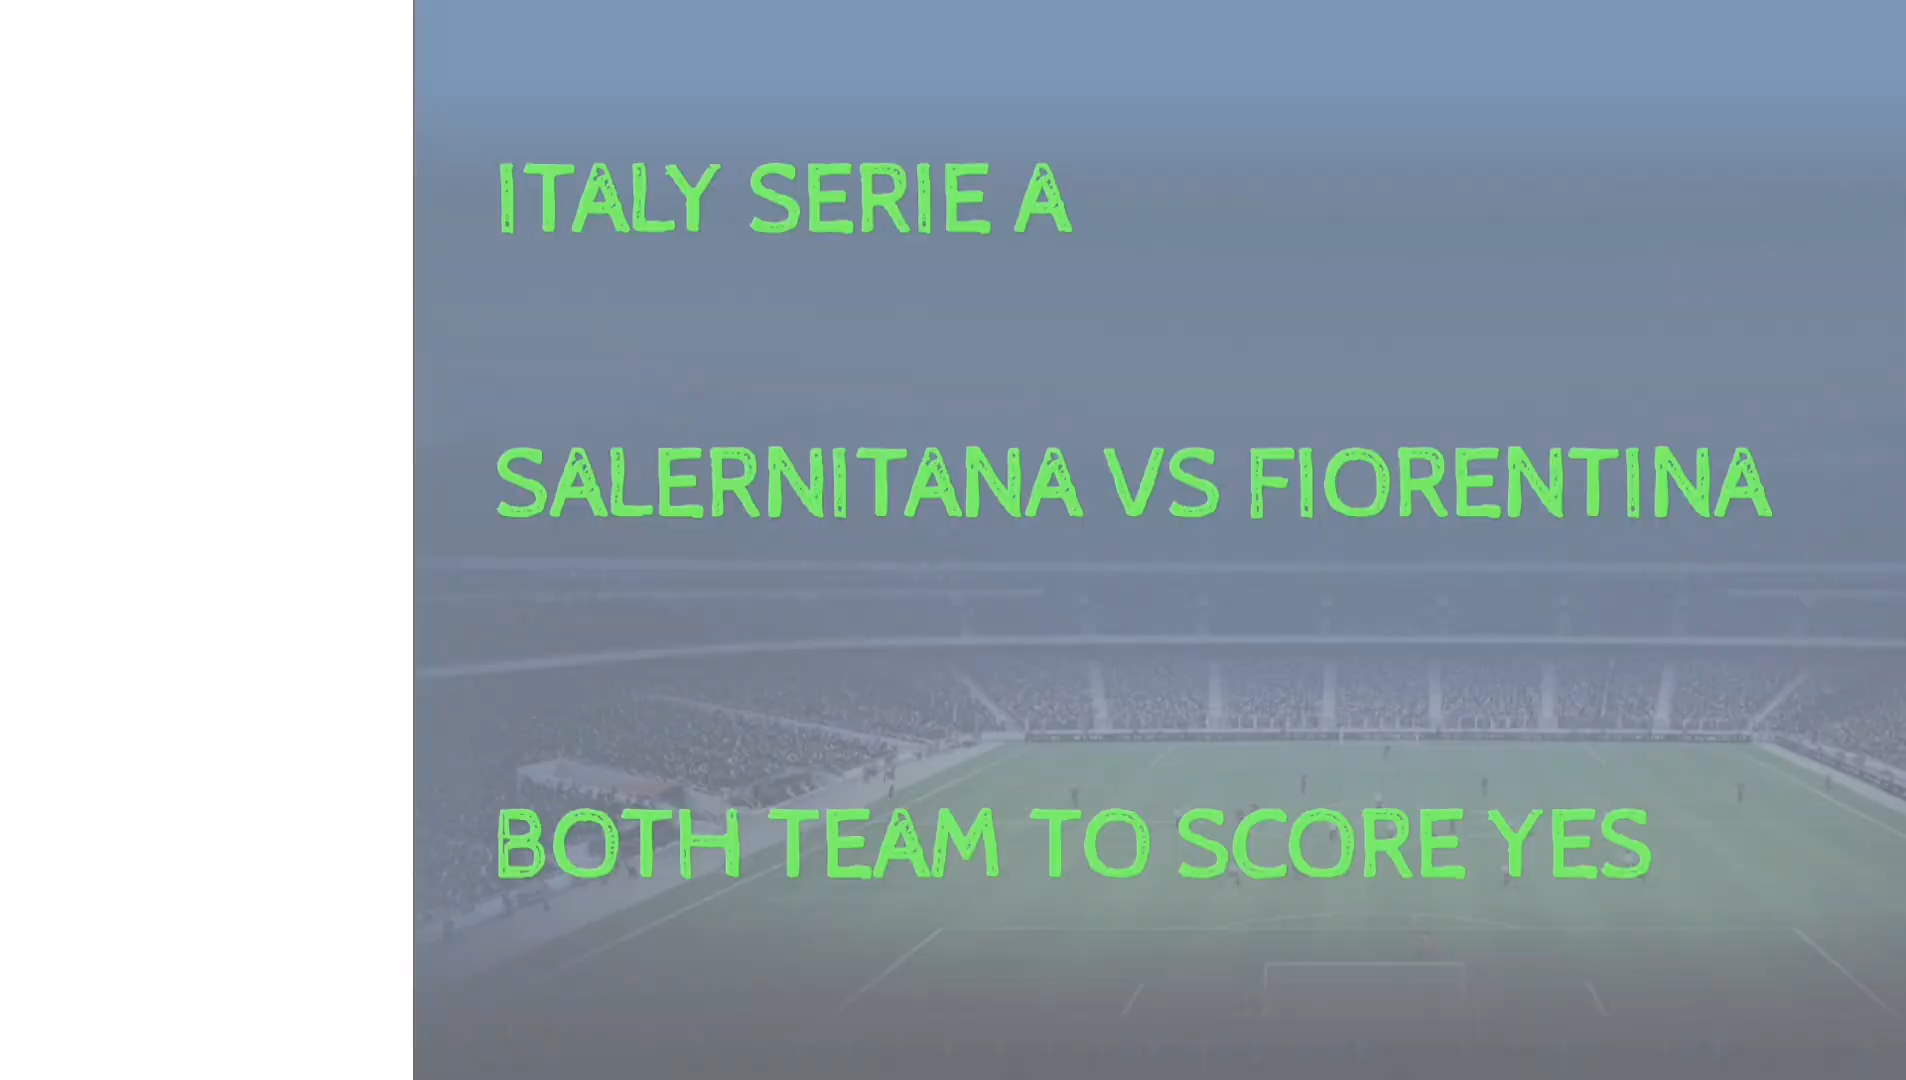 ITALY SERIE A
SALERNITANA VS FIORENTINA
BOTH TEAM TO SCORE YES